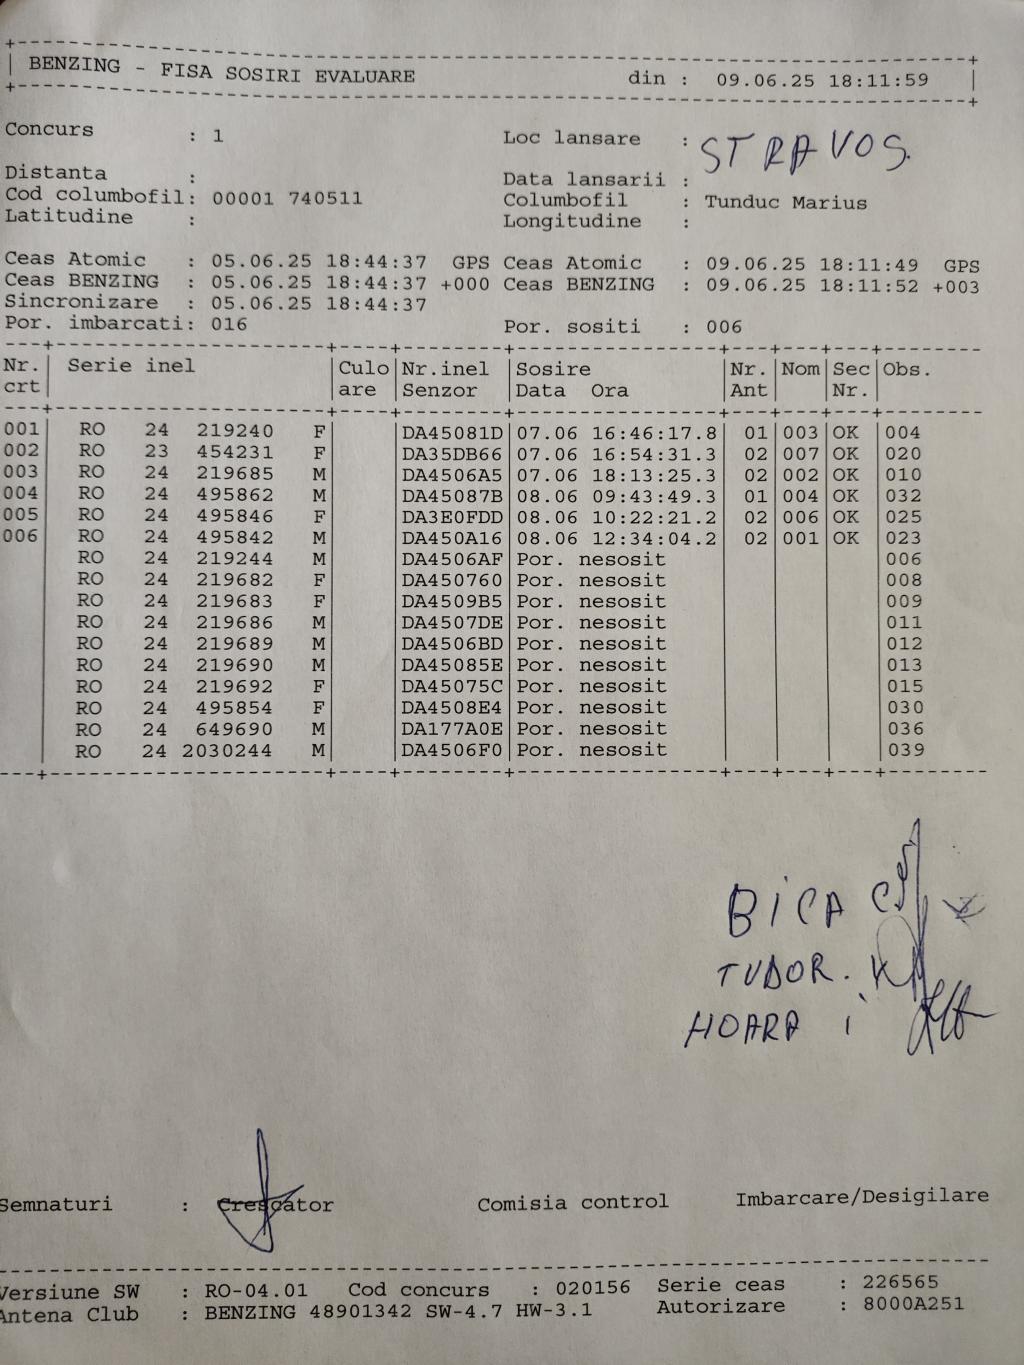 BENZING - FISA SOSIRI EVALUARE din : 09.06.25 18:11:59
Concurs : 1 Loc lansare : STRAVOS.
Distanta : Data lansarii :
Cod columbofil: 00001 740511 Columbofil : Tunduc Marius
Latitudine : Longitudine :
Ceas Atomic : 05.06.25 18:44:37 GPS Ceas Atomic : 09.06.25 18:11:49 GPS
Ceas BENZING : 05.06.25 18:44:37 +000 Ceas BENZING : 09.06.25 18:11:52 +003
Sincronizare : 05.06.25 18:44:37
Por. imbarcati: 016 Por. sositi : 006
Nr. Serie inel Culo Nr.inel Sosire Nr. Nom Sec Obs.
crt are Senzor Data Ora Ant Nr.
001 RO 24 219240 F DA45081D 07.06 16:46:17.8 01 003 OK 004
002 RO 23 454231 F DA35DB66 07.06 16:54:31.3 02 007 OK 020
003 RO 24 219685 M DA4506A5 07.06 18:13:25.3 02 002 OK 010
004 RO 24 495862 M DA45087B 08.06 09:43:49.3 01 004 OK 032
005 RO 24 495846 F DA3E0FDD 08.06 10:22:21.2 02 006 OK 025
006 RO 24 495842 M DA450A16 08.06 12:34:04.2 02 001 OK 023
RO 24 219244 M DA4506AF Por. nesosit 006
RO 24 219682 F DA450760 Por. nesosit 008
RO 24 219683 F DA4509B5 Por. nesosit 009
RO 24 219686 M DA4507DE Por. nesosit 011
RO 24 219689 M DA4506BD Por. nesosit 012
RO 24 219690 M DA45085E Por. nesosit 013
RO 24 219692 F DA45075C Por. nesosit 015
RO 24 495854 F DA4508E4 Por. nesosit 030
RO 24 649690 M DA177A0E Por. nesosit 036
RO 24 2030244 M DA4506F0 Por. nesosit 039
BICA
TUDOR.
HOARA i
Semnaturi : Crescator Comisia control Imbarcare/Desigilare
Versiune SW : RO-04.01 Cod concurs : 020156 Serie ceas : 226565
Antena Club : BENZING 48901342 SW-4.7 HW-3.1 Autorizare : 8000A251